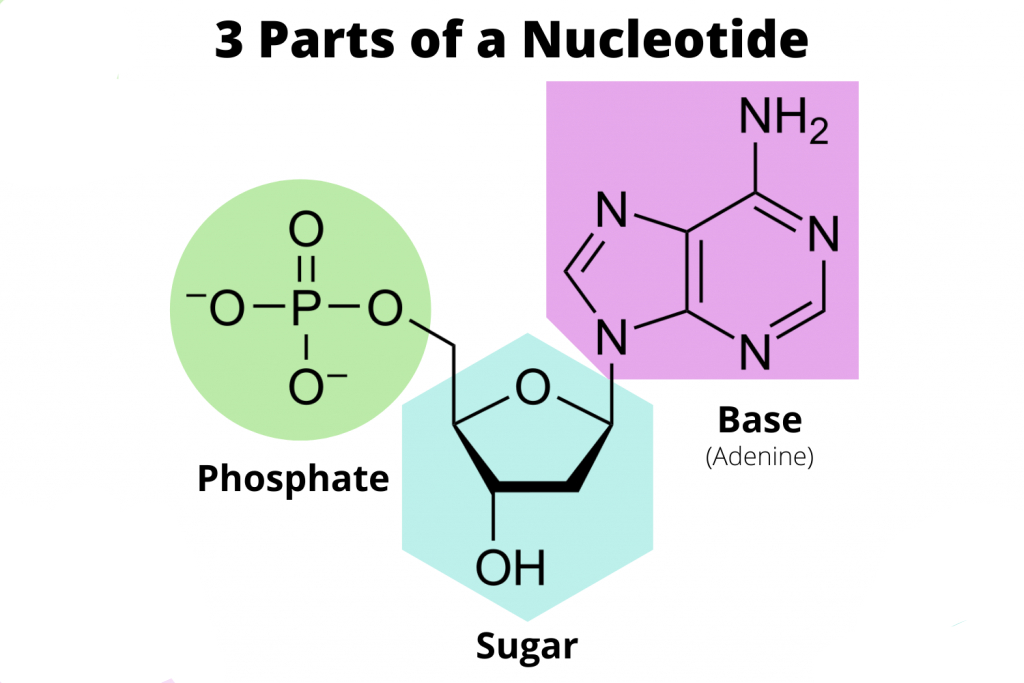 3 Parts of a Nucleotide
NH₂
N
N
N
N
O
⁻O–P–O
O⁻
O
OH
Phosphate
Base
(Adenine)
Sugar